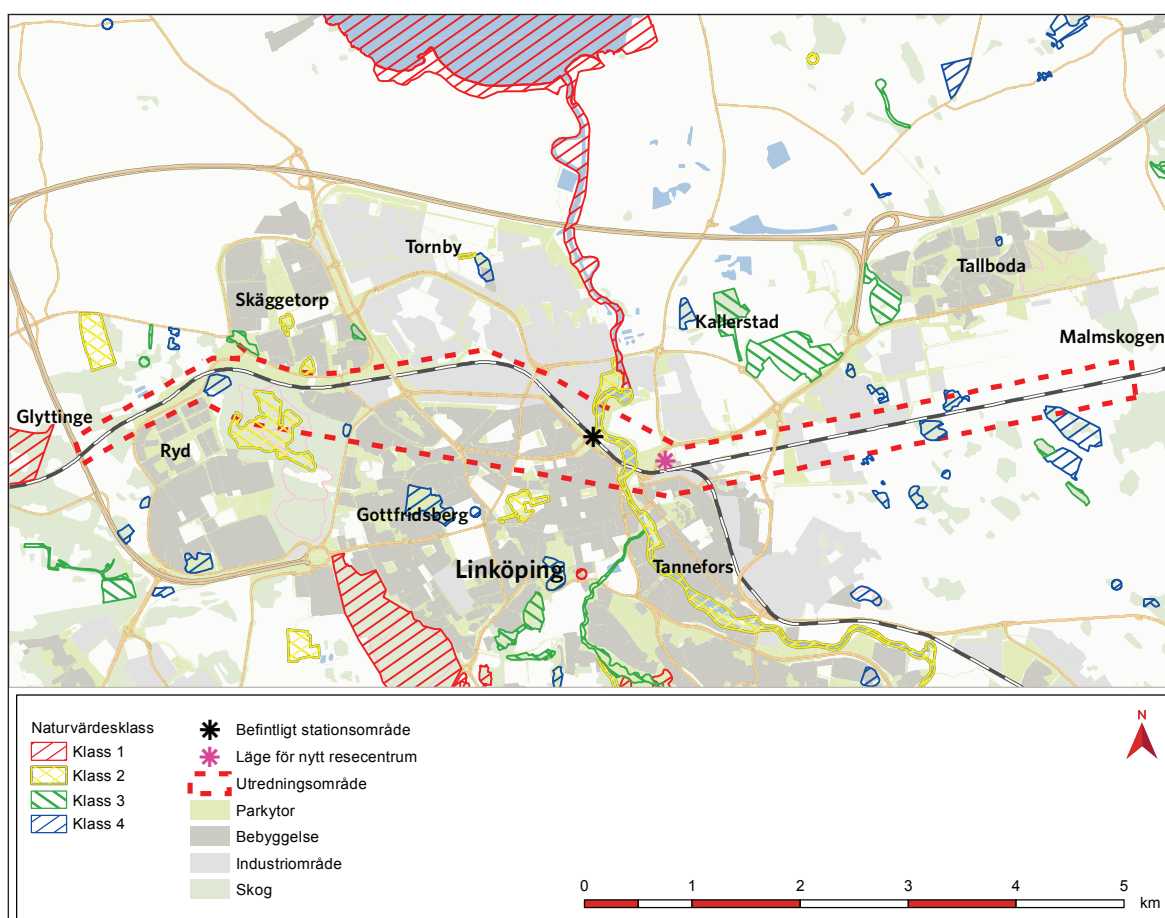 Tornby
Tallboda
Skäggetorp
Kallerstad
Malmskogen
Glyttinge
Ryd
Gottfridsberg
Linköping
Tannefors
Naturvärdesklass
Klass 1
Klass 2
Klass 3
Klass 4
Befintligt stationsområde
Läge för nytt resecentrum
Utredningsområde
Parkytor
Bebyggelse
Industriområde
Skog
N
0 1 2 3 4 5
km